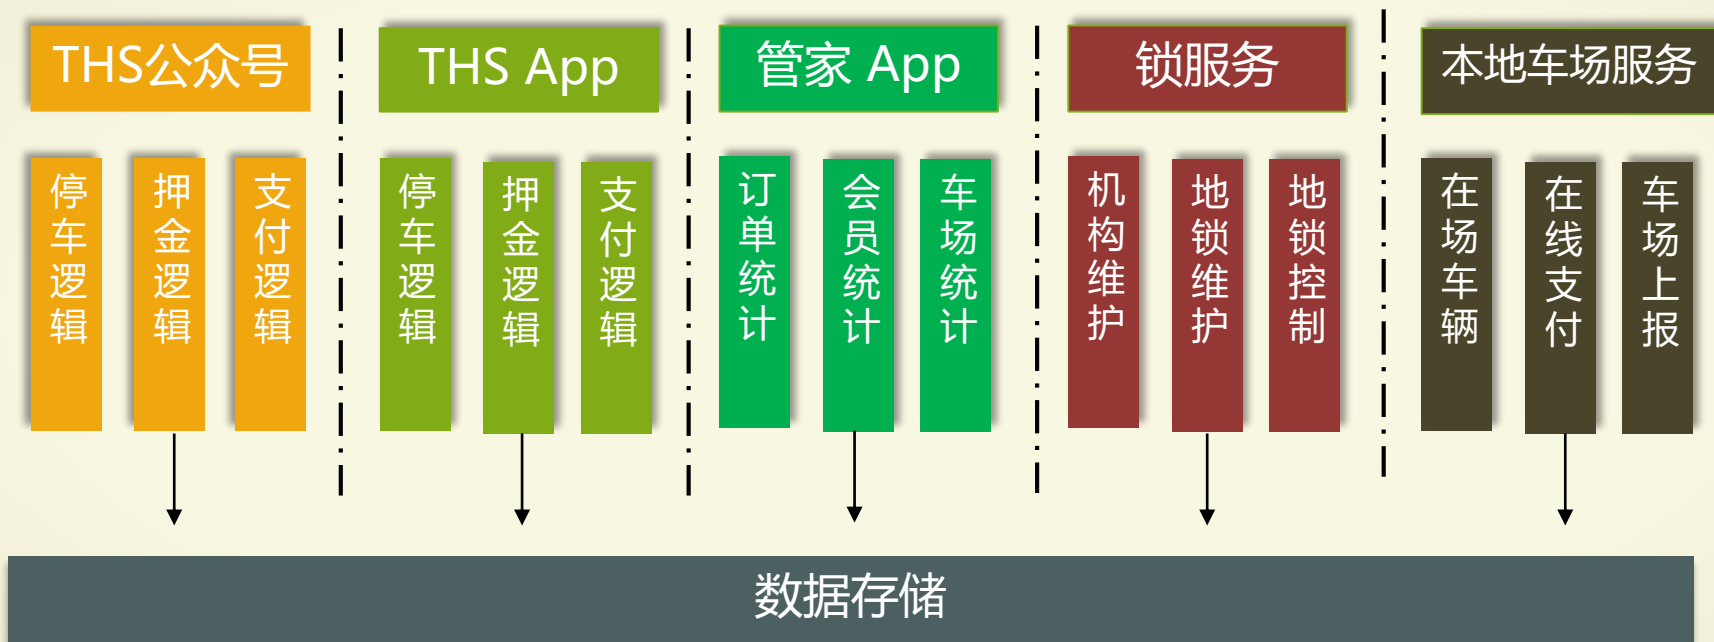 THS公众号
THS App
管家 App
锁服务
本地车场服务
停车逻辑
押金逻辑
支付逻辑
停车逻辑
押金逻辑
支付逻辑
订单统计
会员统计
车场统计
机构维护
地锁维护
地锁控制
在场车辆
在线支付
车场上报
数据存储